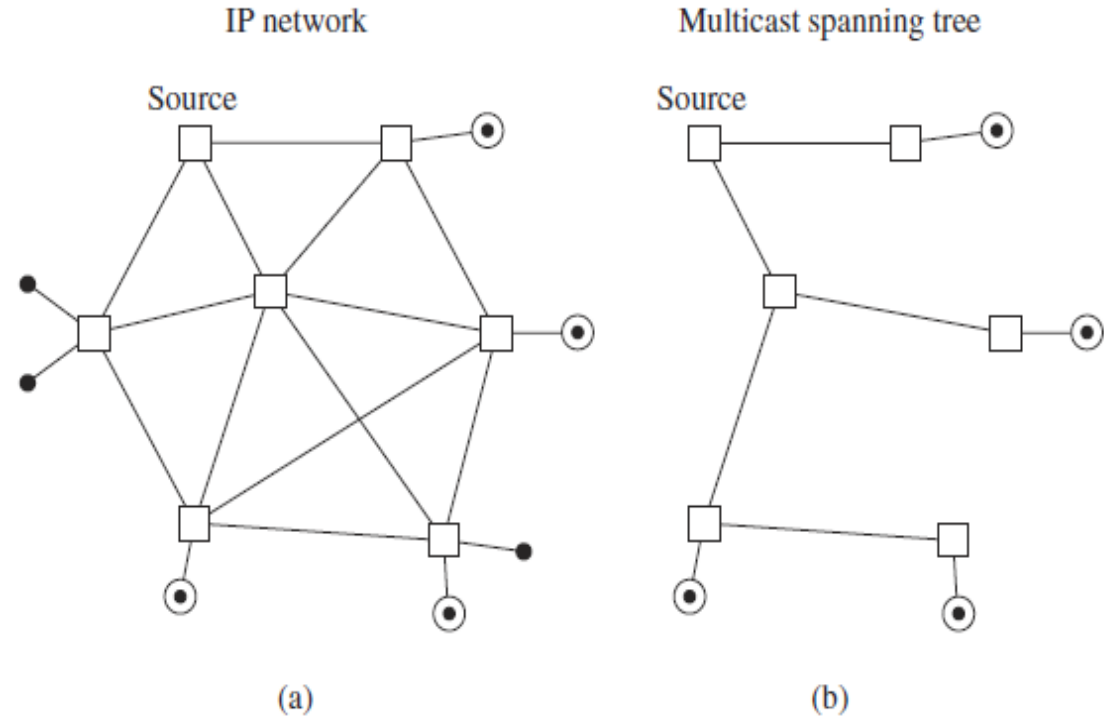 IP network
Multicast spanning tree
Source
Source
(a)
(b)